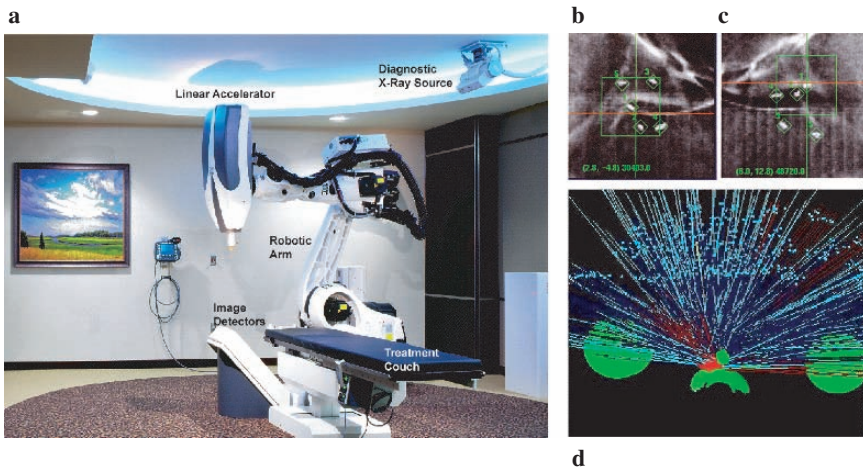 a
b
c
d
Diagnostic
X-Ray Source
Linear Accelerator
Robotic
Arm
Image
Detectors
Treatment
Couch